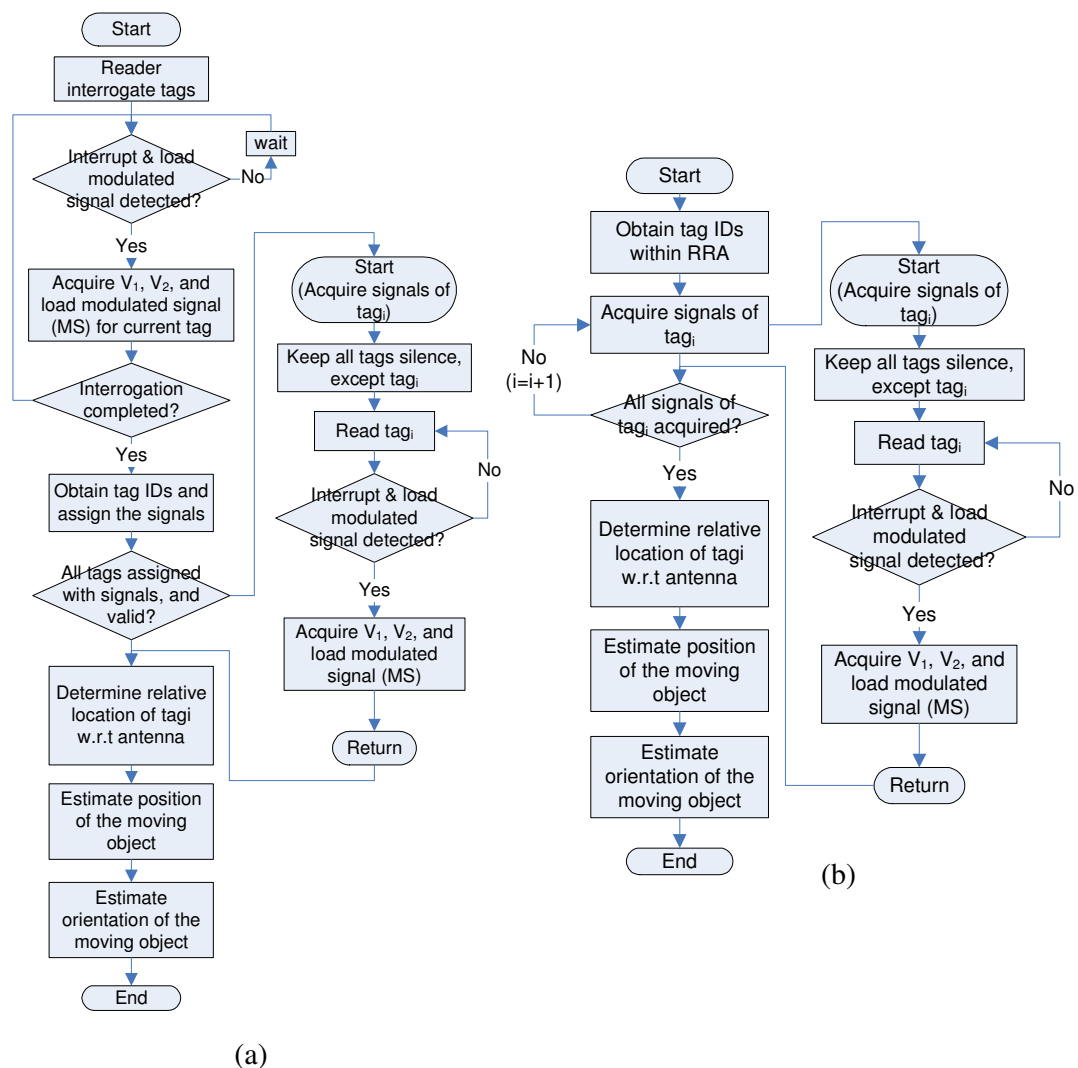 Start
Reader
interrogate tags
wait
Interrupt & load
modulated
signal detected?
No
Yes
Acquire V₁, V₂, and
load modulated signal
(MS) for current tag
Interrogation
completed?
Yes
Obtain tag IDs and
assign the signals
All tags assigned
with signals, and
valid?
Determine relative
location of tagi
w.r.t antenna
Estimate position
of the moving
object
Estimate
orientation of the
moving object
End
Start
(Acquire signals of
tagᵢ)
Keep all tags silence,
except tagᵢ
Read tagᵢ
No
Interrupt & load
modulated
signal detected?
Yes
Acquire V₁, V₂, and
load modulated
signal (MS)
Return
(a)
Start
Obtain tag IDs
within RRA
Acquire signals of
tagᵢ
No
(i=i+1)
All signals of
tagᵢ acquired?
Yes
Determine relative
location of tagi
w.r.t antenna
Estimate position
of the moving
object
Estimate
orientation of the
moving object
End
Start
(Acquire signals of
tagᵢ)
Keep all tags silence,
except tagᵢ
Read tagᵢ
No
Interrupt & load
modulated
signal detected?
Yes
Acquire V₁, V₂, and
load modulated
signal (MS)
Return
(b)